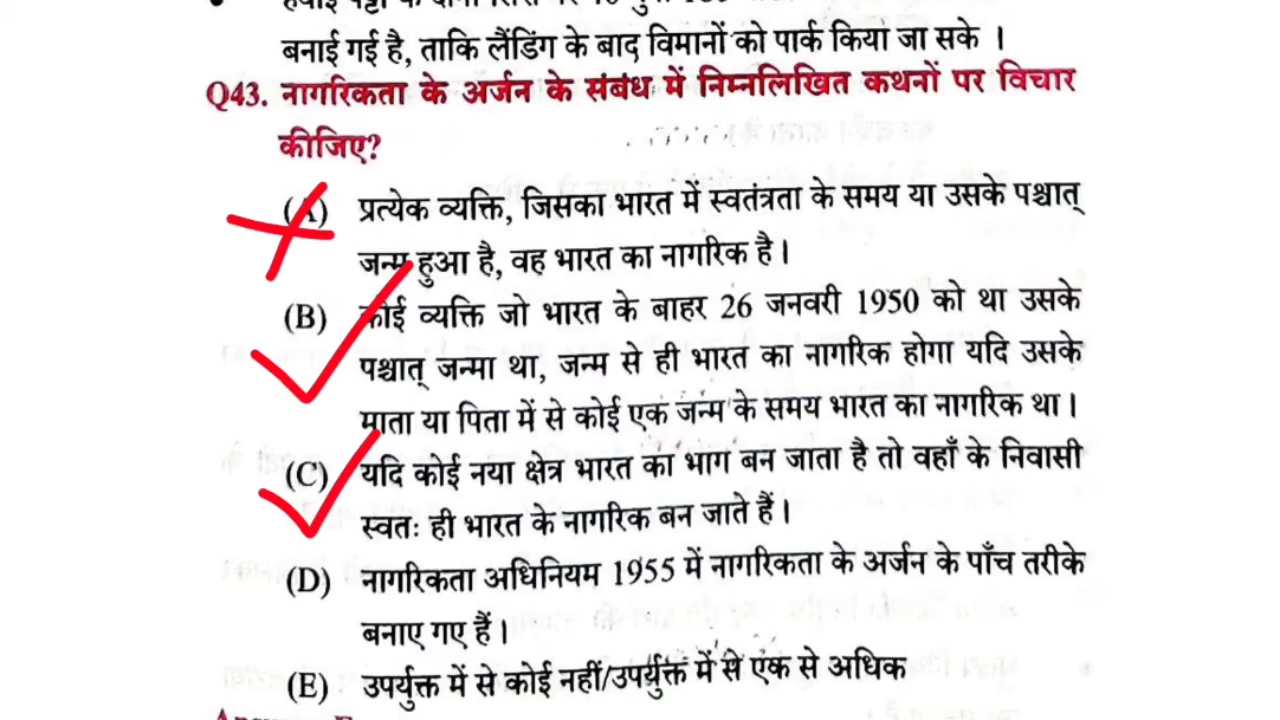 बनाई गई है, ताकि लैंडिंग के बाद विमानों को पार्क किया जा सके ।
Q43. नागरिकता के अर्जन के संबंध में निम्नलिखित कथनों पर विचार
कीजिए?
(A) प्रत्येक व्यक्ति, जिसका भारत में स्वतंत्रता के समय या उसके पश्चात्
जन्म हुआ है, वह भारत का नागरिक है।
(B) कोई व्यक्ति जो भारत के बाहर 26 जनवरी 1950 को था उसके
पश्चात् जन्मा था, जन्म से ही भारत का नागरिक होगा यदि उसके
माता या पिता में से कोई एक जन्म के समय भारत का नागरिक था।
(C) यदि कोई नया क्षेत्र भारत का भाग बन जाता है तो वहाँ के निवासी
स्वतः ही भारत के नागरिक बन जाते हैं।
(D) नागरिकता अधिनियम 1955 में नागरिकता के अर्जन के पाँच तरीके
बनाए गए हैं।
(E) उपर्युक्त में से कोई नहीं/उपर्युक्त में से एक से अधिक